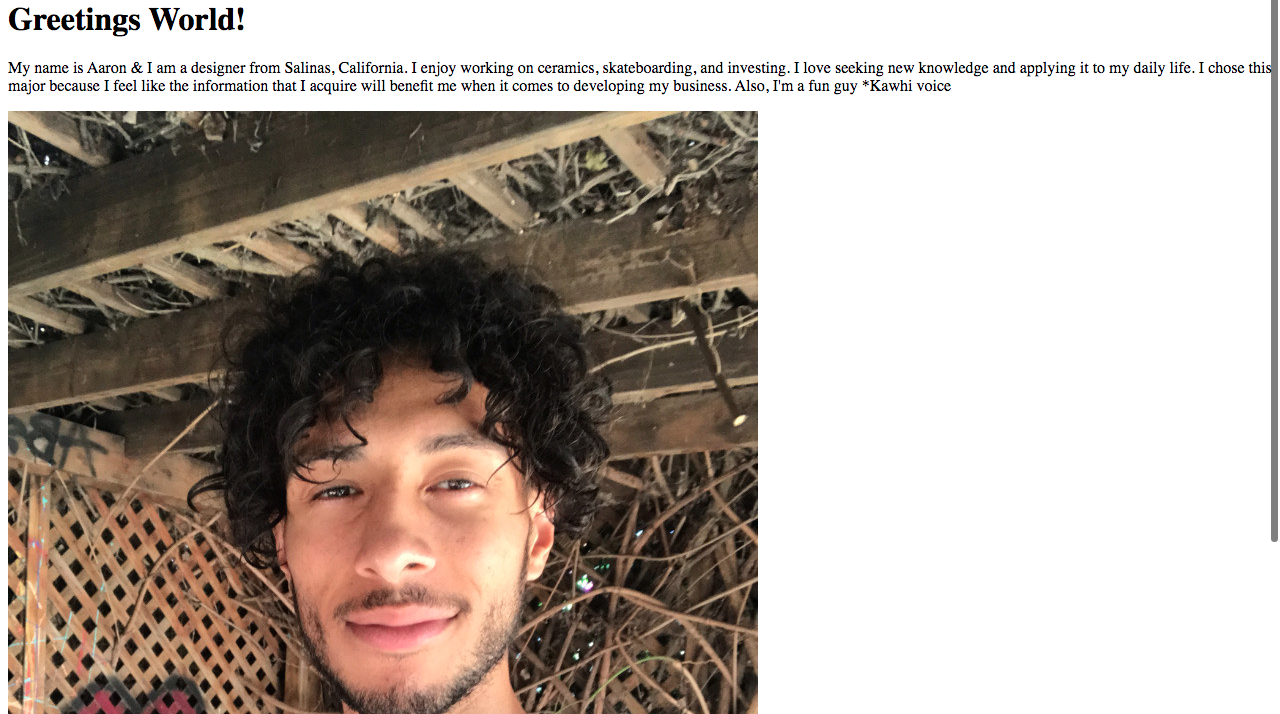 Greetings World!
My name is Aaron & I am a designer from Salinas, California. I enjoy working on ceramics, skateboarding, and investing. I love seeking new knowledge and applying it to my daily life. I chose this
major because I feel like the information that I acquire will benefit me when it comes to developing my business. Also, I'm a fun guy *Kawhi voice